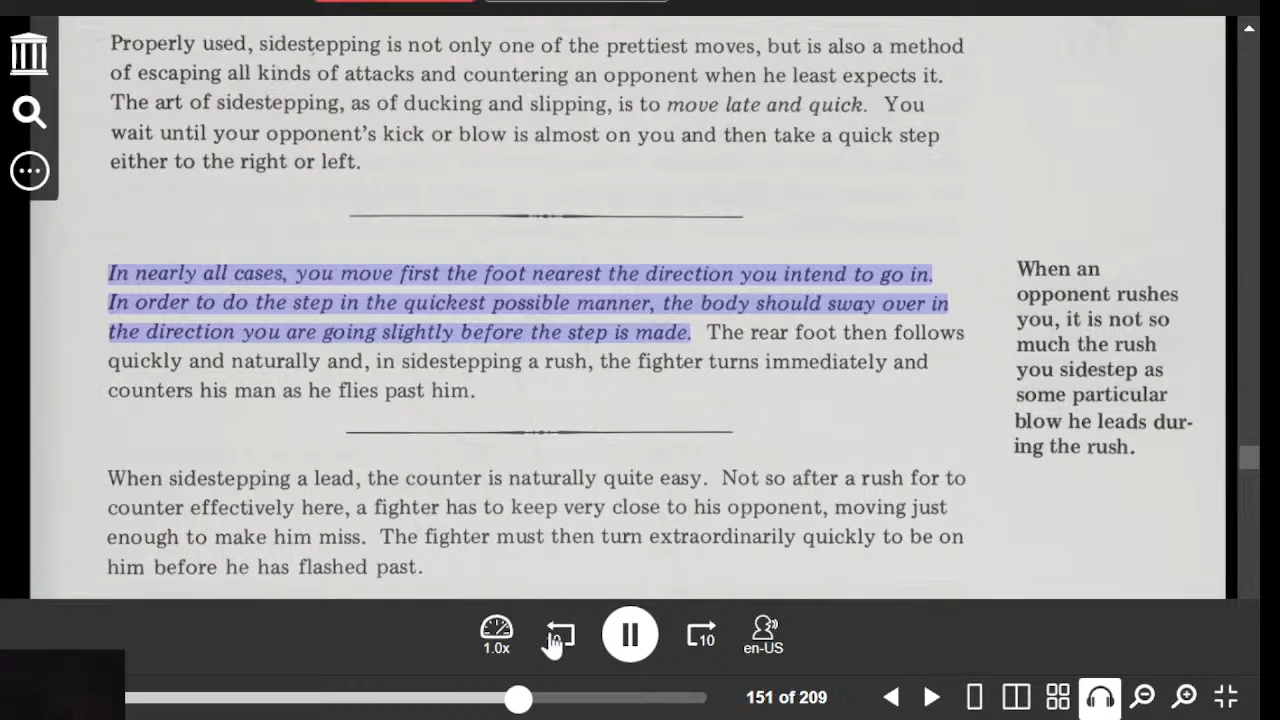 Properly used, sidestepping is not only one of the prettiest moves, but is also a method
of escaping all kinds of attacks and countering an opponent when he least expects it.
The art of sidestepping, as of ducking and slipping, is to move late and quick. You
wait until your opponent's kick or blow is almost on you and then take a quick step
either to the right or left.
In nearly all cases, you move first the foot nearest the direction you intend to go in.
In order to do the step in the quickest possible manner, the body should sway over in
the direction you are going slightly before the step is made. The rear foot then follows
quickly and naturally and, in sidestepping a rush, the fighter turns immediately and
counters his man as he flies past him.
When an
opponent rushes
you, it is not so
much the rush
you sidestep as
some particular
blow he leads dur-
ing the rush.
When sidestepping a lead, the counter is naturally quite easy. Not so after a rush for to
counter effectively here, a fighter has to keep very close to his opponent, moving just
enough to make him miss. The fighter must then turn extraordinarily quickly to be on
him before he has flashed past.
1.0x
10
en-US
151 of 209